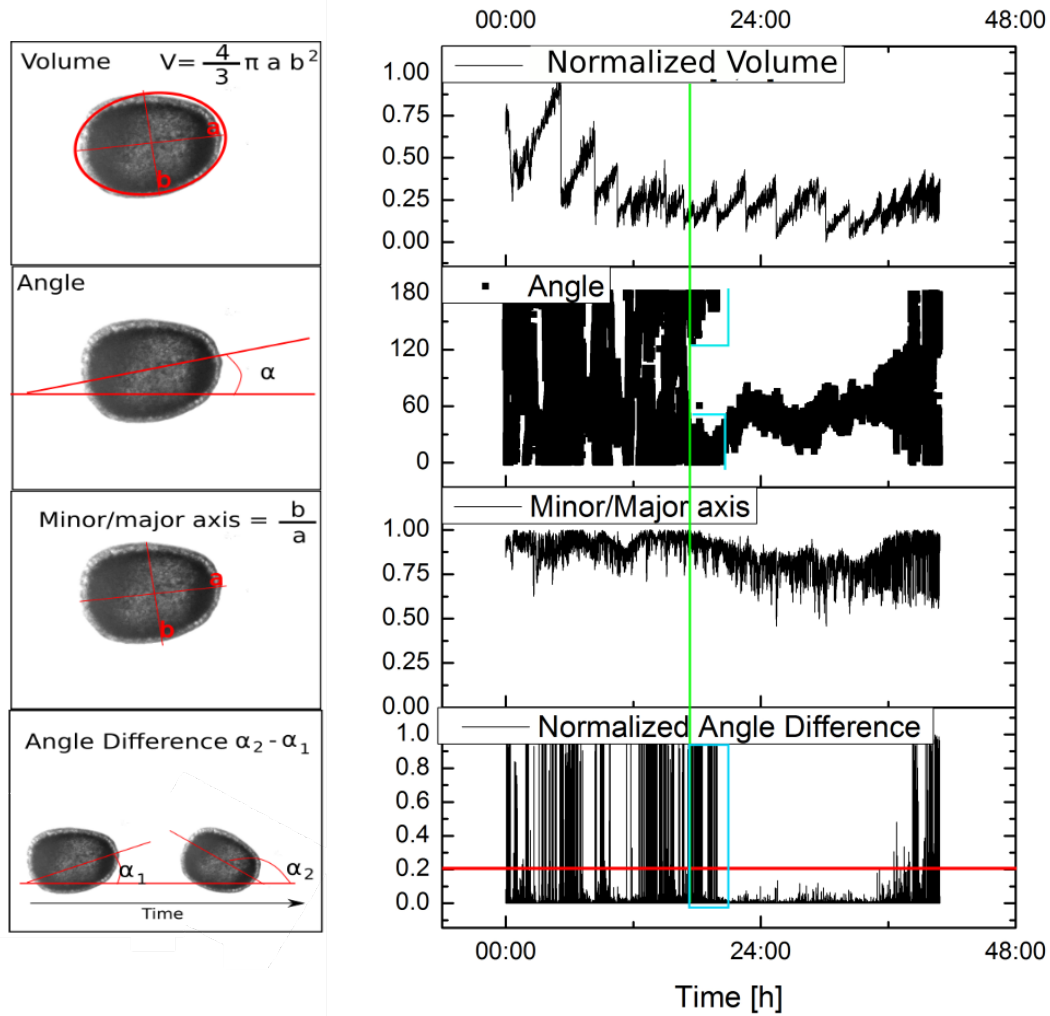 Volume V = 4/3 π a b²
a
b
Angle
α
Minor/major axis = b/a
a
b
Angle Difference α₂ - α₁
α₁
α₂
Time
00:00 24:00 48:00
Normalized Volume
1.00
0.75
0.50
0.25
0.00
Angle
180
120
60
0
Minor/Major axis
1.00
0.75
0.50
0.25
0.00
Normalized Angle Difference
1.0
0.8
0.6
0.4
0.2
0.0
00:00 24:00 48:00
Time [h]